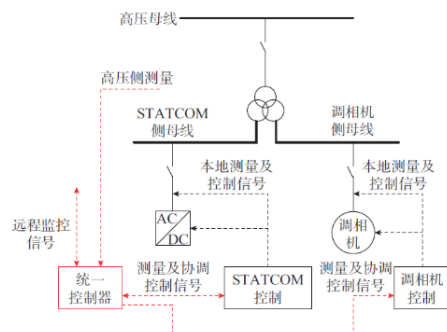 高压母线
高压侧测量
STATCOM
侧母线
调相机
侧母线
本地测量及
控制信号
本地测量及
控制信号
远程监控
信号
AC
DC
调相
机
统一
控制器
测量及协调
控制信号
STATCOM
控制
测量及协调
控制信号
调相机
控制